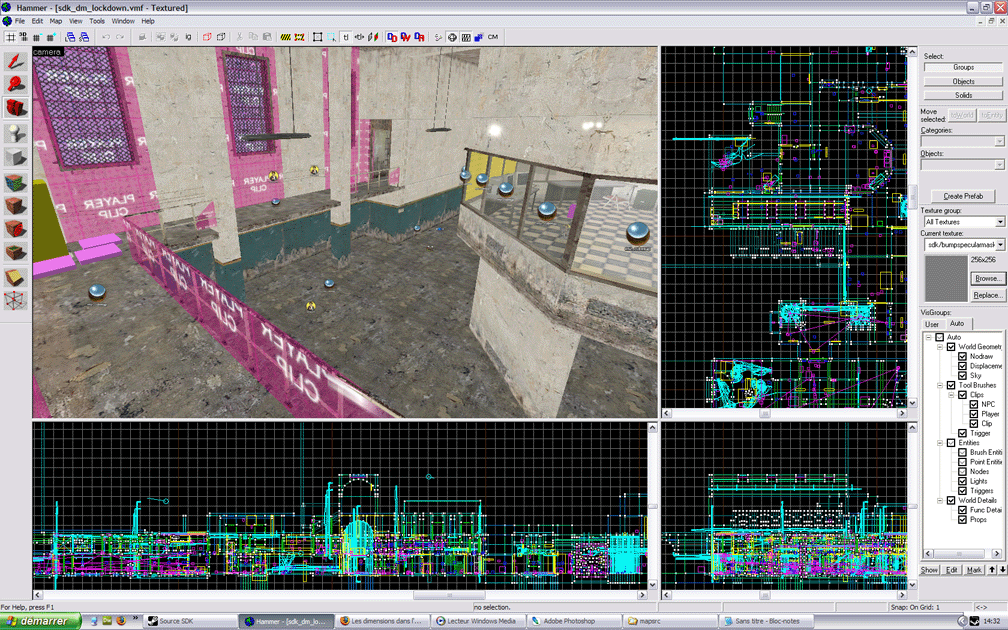 Hammer - [sdk_dm_lockdown.vmf - Textured]
File Edit Map View Tools Window Help
camera
PLAYER CLIP
PLAYER CLIP
PLAYER CLIP
PLAYER CLIP
Select:
Groups
Objects
Solids
Move selected:
toWorld
toEntity
Categories:
Objects:
Create Prefab
Texture group:
All Textures
Current texture:
sdk/bumpspecularmask
256x256
Browse...
Replace...
VisGroups:
User
Auto
Auto
World Geometr
Nodraw
Displaceme
Sky
Tool Brushes
Clips
NPC
Player
Clip
Trigger
Entities
Brush Entiti
Point Entitie
Nodes
Lights
Triggers
World Details
Func Detai
Props
Show
Edit
Mark
For Help, press F1
no selection.
Snap: On Grid: 1
<->
démarrer
Source SDK
Hammer - [sdk_dm_lo...
Les dimensions dans l'...
Lecteur Windows Media
Adobe Photoshop
mapsrc
Sans titre - Bloc-notes
14:32